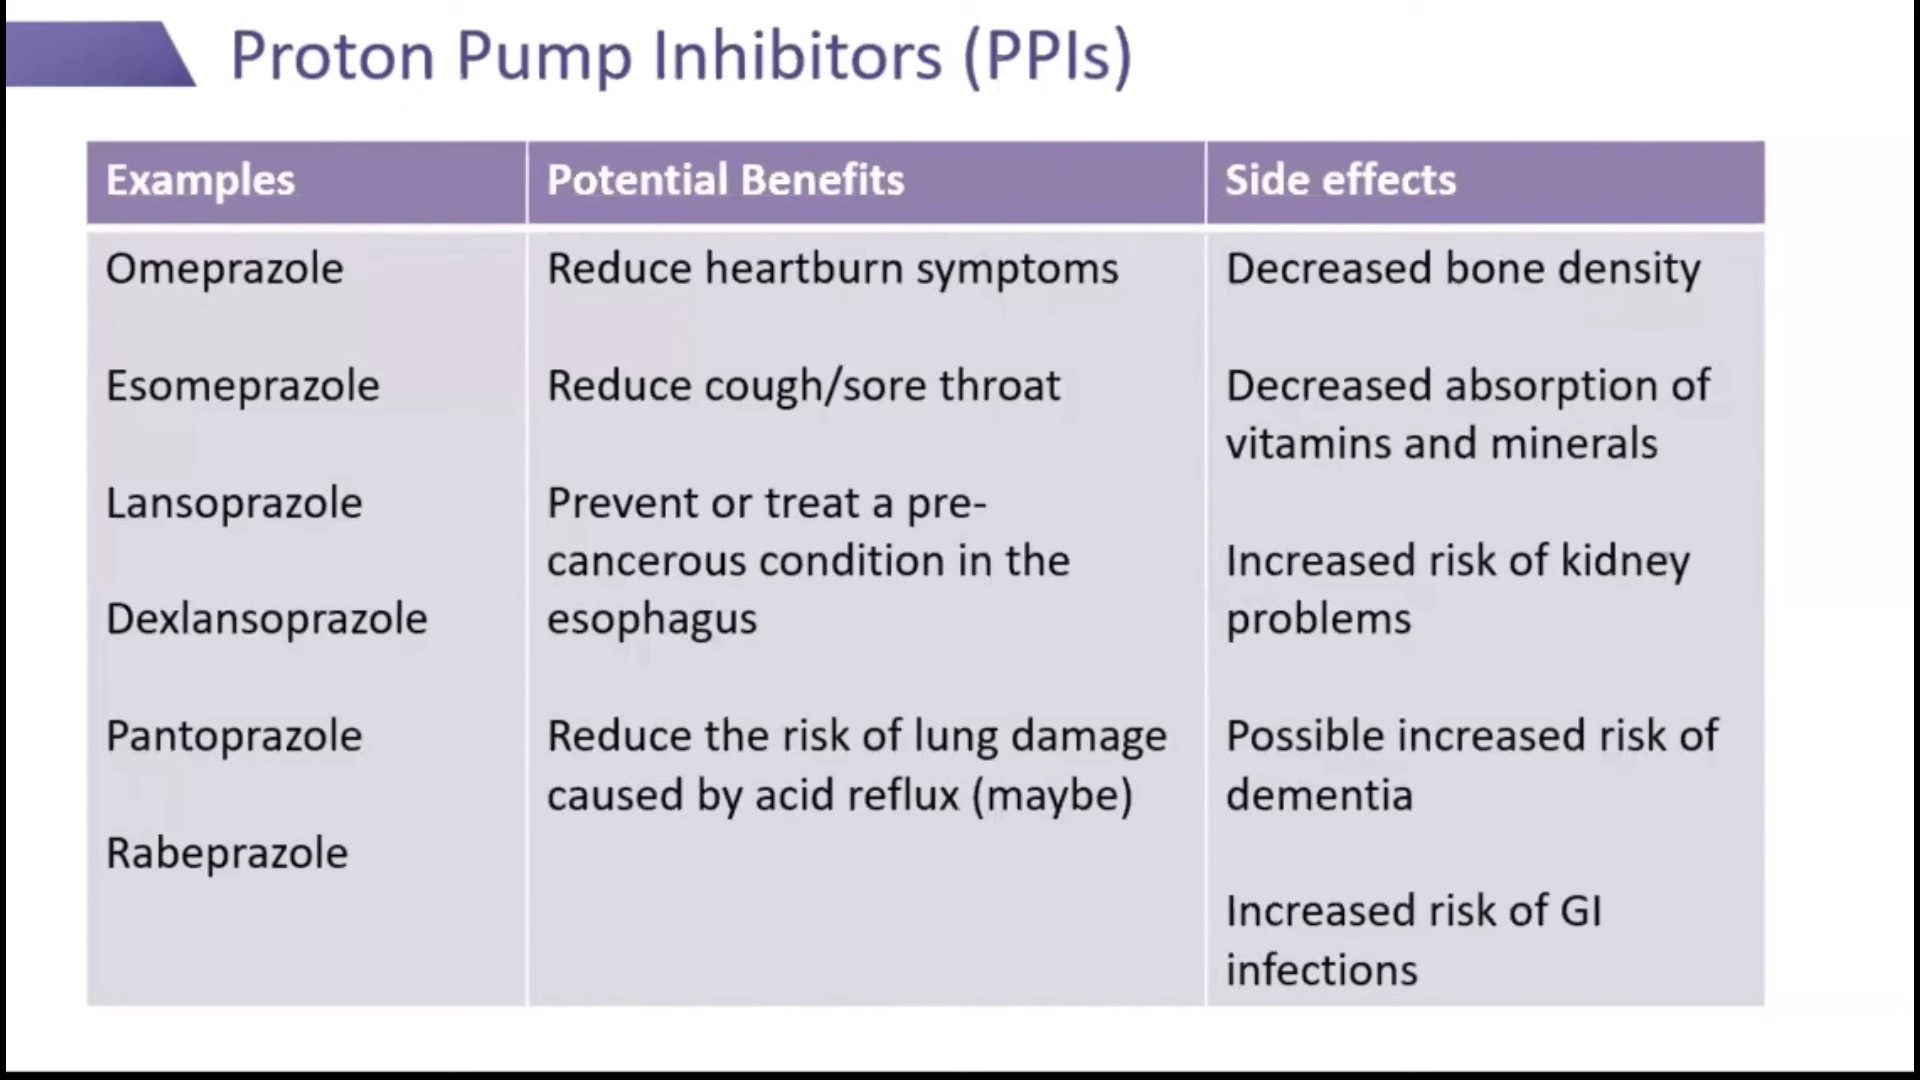 Proton Pump Inhibitors (PPIs)
Examples
Potential Benefits
Side effects
Omeprazole
Esomeprazole
Lansoprazole
Dexlansoprazole
Pantoprazole
Rabeprazole
Reduce heartburn symptoms
Reduce cough/sore throat
Prevent or treat a pre-
cancerous condition in the
esophagus
Reduce the risk of lung damage
caused by acid reflux (maybe)
Decreased bone density
Decreased absorption of
vitamins and minerals
Increased risk of kidney
problems
Possible increased risk of
dementia
Increased risk of GI
infections